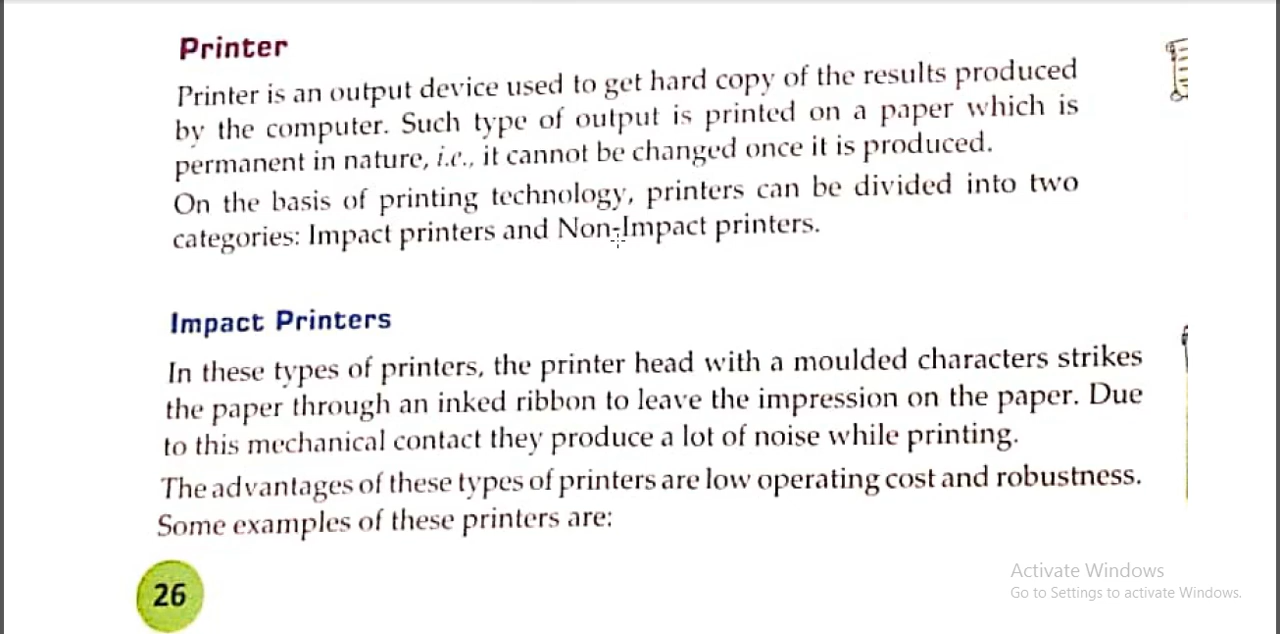 Printer
Printer is an output device used to get hard copy of the results produced
by the computer. Such type of output is printed on a paper which is
permanent in nature, i.e., it cannot be changed once it is produced.
On the basis of printing technology, printers can be divided into two
categories: Impact printers and Non-Impact printers.
Impact Printers
In these types of printers, the printer head with a moulded characters strikes
the paper through an inked ribbon to leave the impression on the paper. Due
to this mechanical contact they produce a lot of noise while printing.
The advantages of these types of printers are low operating cost and robustness.
Some examples of these printers are:
26
Activate Windows
Go to Settings to activate Windows.